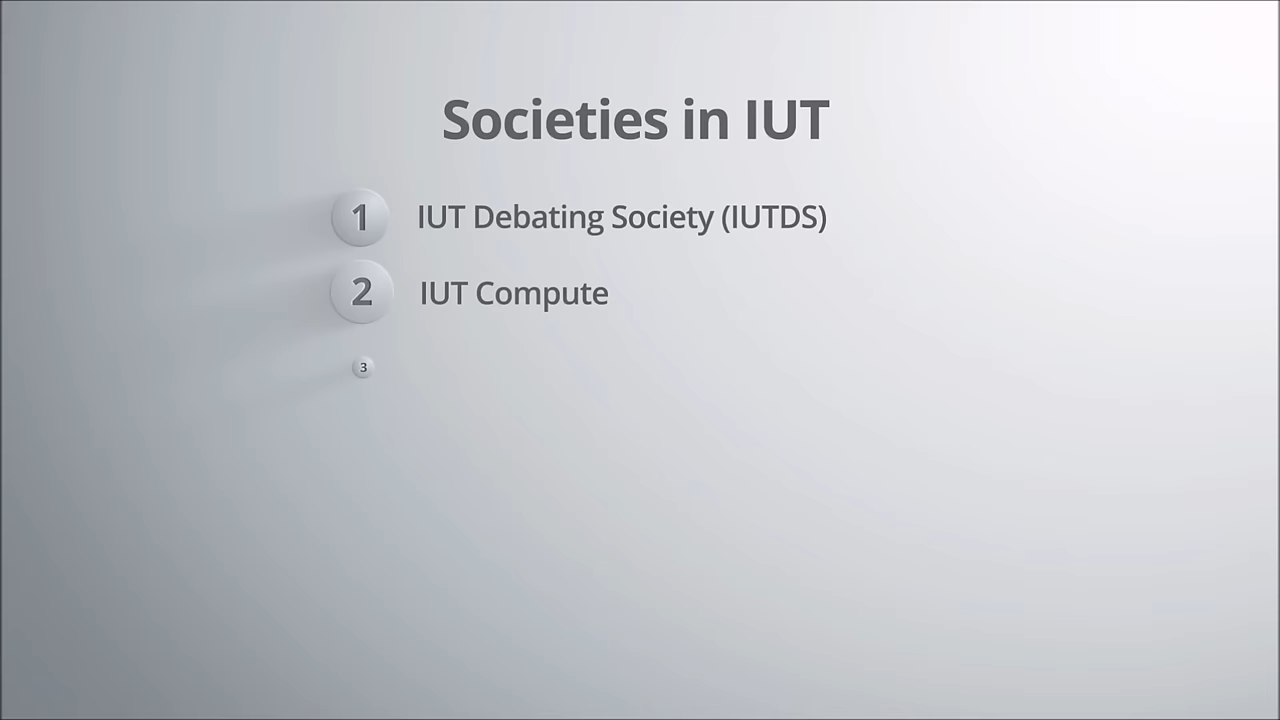 Societies in IUT
1 IUT Debating Society (IUTDS)
2 IUT Compute
3